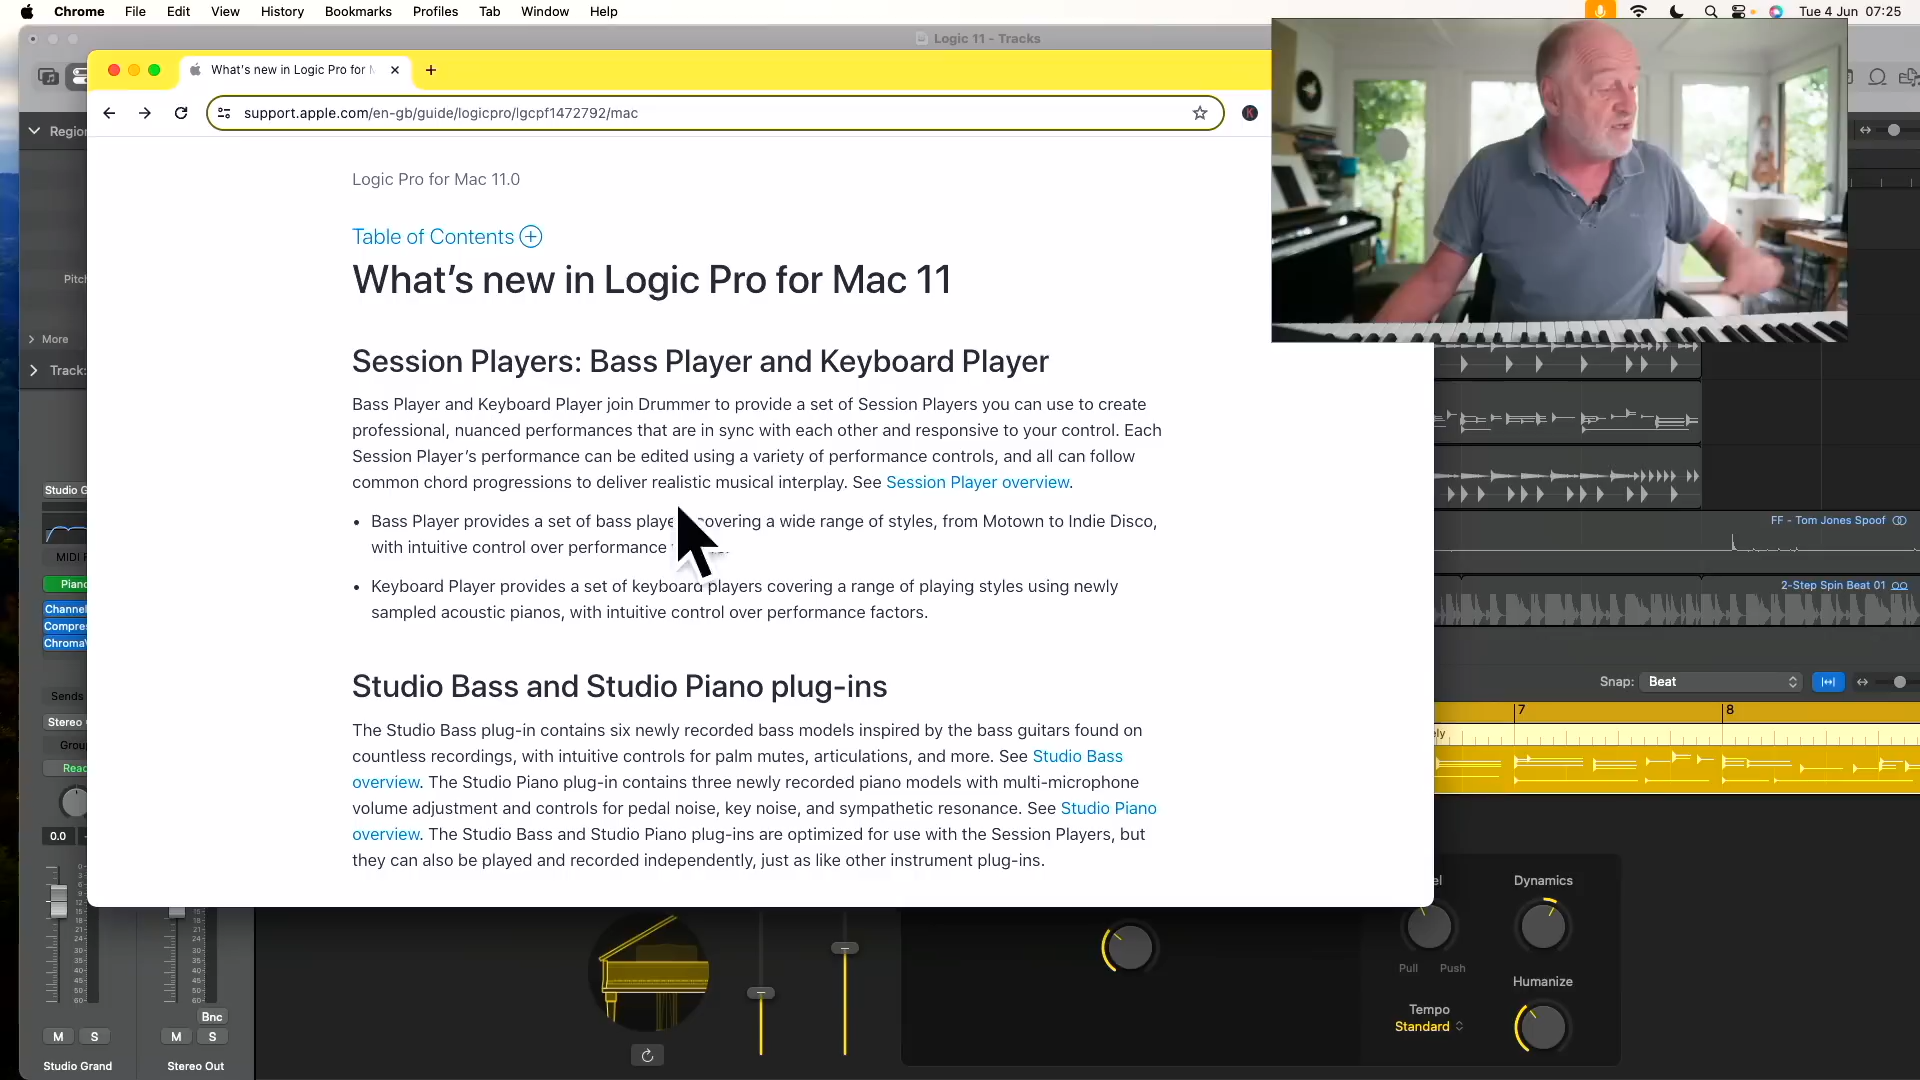 Chrome File Edit View History Bookmarks Profiles Tab Window Help Tue 4 Jun 07:25
Logic 11 - Tracks
What's new in Logic Pro for
support.apple.com/en-gb/guide/logicpro/lgcpf1472792/mac
Logic Pro for Mac 11.0
Table of Contents
What's new in Logic Pro for Mac 11
Session Players: Bass Player and Keyboard Player
Bass Player and Keyboard Player join Drummer to provide a set of Session Players you can use to create
professional, nuanced performances that are in sync with each other and responsive to your control. Each
Session Player's performance can be edited using a variety of performance controls, and all can follow
common chord progressions to deliver realistic musical interplay. See Session Player overview.
• Bass Player provides a set of bass covering a wide range of styles, from Motown to Indie Disco,
with intuitive control over performance
• Keyboard Player provides a set of keyboard players covering a range of playing styles using newly
sampled acoustic pianos, with intuitive control over performance factors.
Studio Bass and Studio Piano plug-ins
The Studio Bass plug-in contains six newly recorded bass models inspired by the bass guitars found on
countless recordings, with intuitive controls for palm mutes, articulations, and more. See Studio Bass
overview. The Studio Piano plug-in contains three newly recorded piano models with multi-microphone
volume adjustment and controls for pedal noise, key noise, and sympathetic resonance. See Studio Piano
overview. The Studio Bass and Studio Piano plug-ins are optimized for use with the Session Players, but
they can also be played and recorded independently, just as like other instrument plug-ins.
Regio
Pitc
More
Track:
Studio G
MIDI
Piano
Channel
Compre
Chroma
Sends
Stereo
Grou
Read
0.0
Bnc
M S
M S
Studio Grand
Stereo Out
FF - Tom Jones Spoof
2-Step Spin Beat 01
Snap: Beat
7 8
ly
el
Dynamics
Pull Push
Humanize
Tempo
Standard